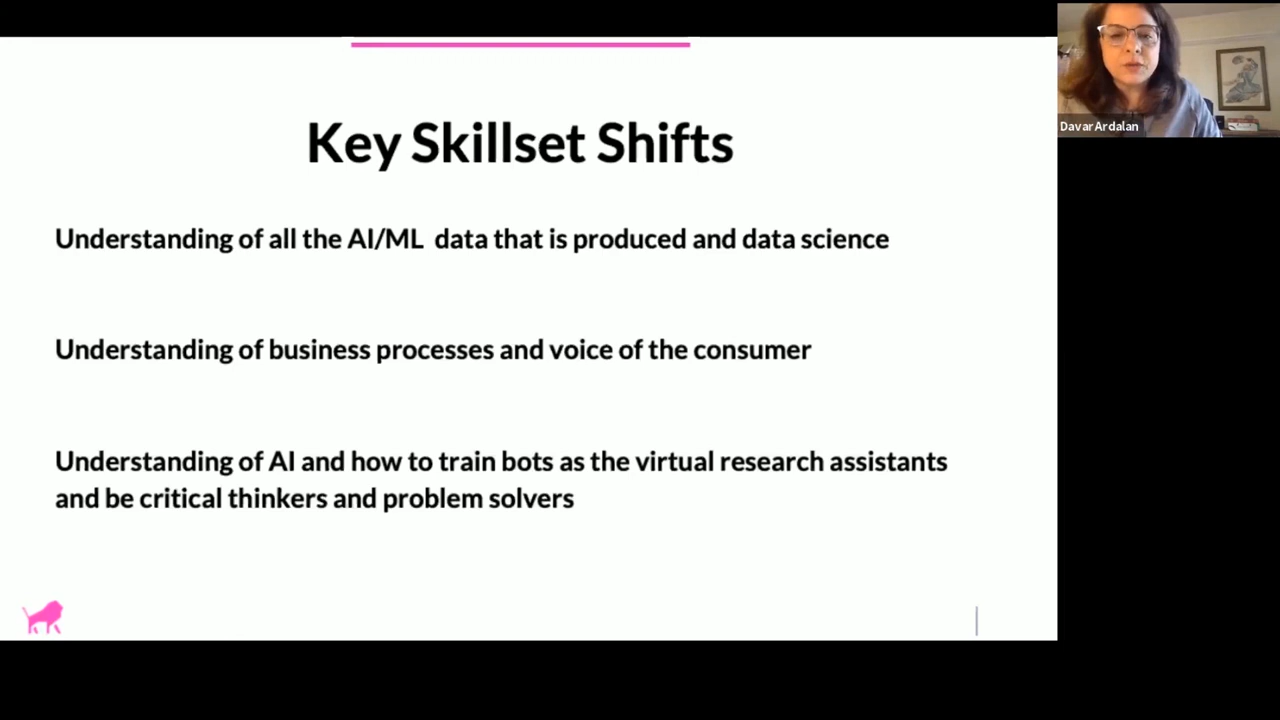 Key Skillset Shifts
Understanding of all the AI/ML data that is produced and data science
Understanding of business processes and voice of the consumer
Understanding of AI and how to train bots as the virtual research assistants
and be critical thinkers and problem solvers
Davar Ardalan